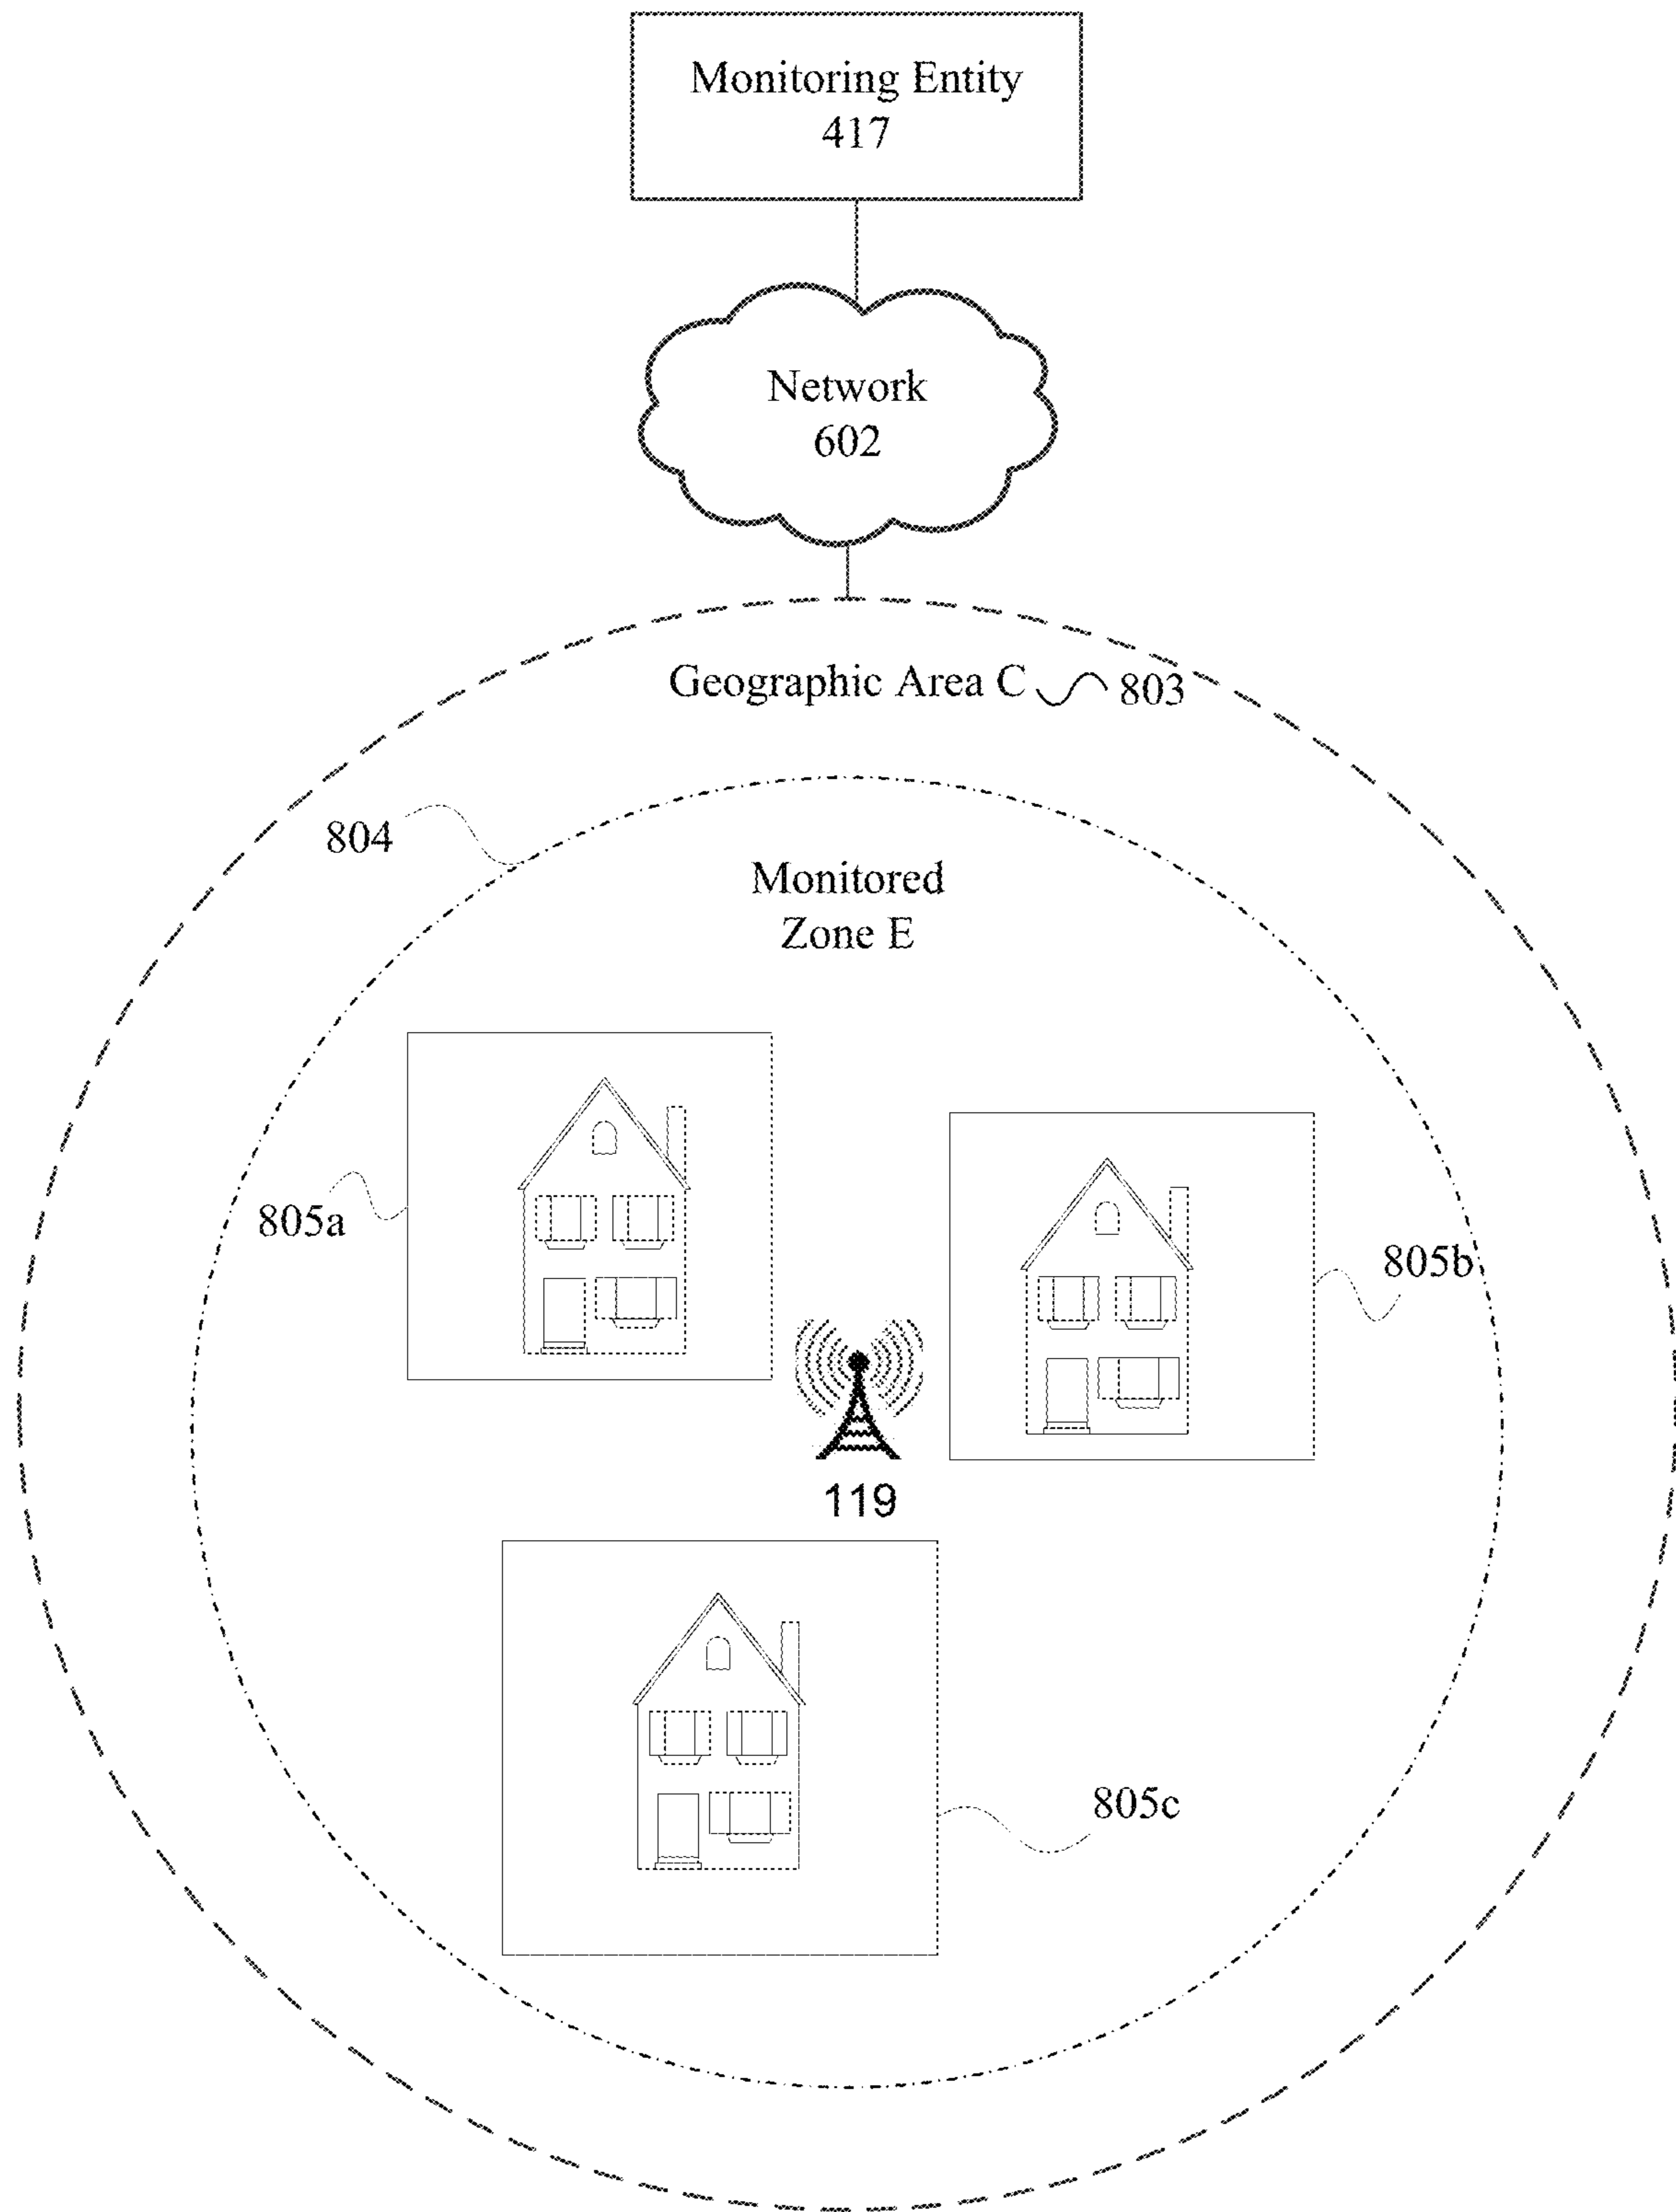 Monitoring Entity
417
Network
602
Geographic Area C 803
804
Monitored
Zone E
805a
805b
119
805c